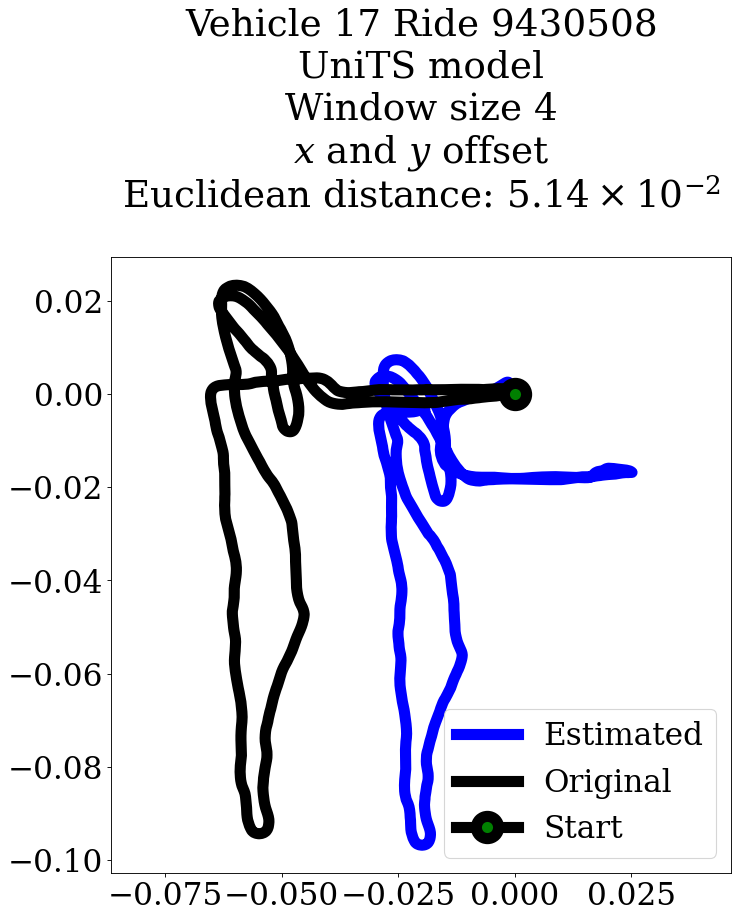 Vehicle 17 Ride 9430508
UniTS model
Window size 4
x and y offset
Euclidean distance: 5.14 × 10⁻²
0.02
0.00
−0.02
−0.04
−0.06
−0.08
−0.10
Estimated
Original
Start
−0.075 −0.050 −0.025 0.000 0.025